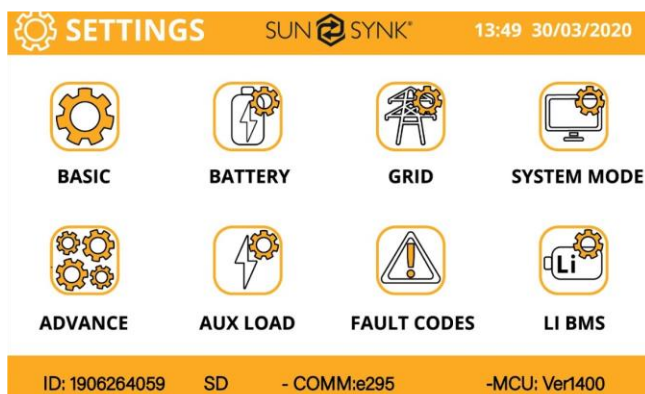 SETTINGS SUN SYNK® 13:49 30/03/2020
BASIC BATTERY GRID SYSTEM MODE
Li
ADVANCE AUX LOAD FAULT CODES LI BMS
ID: 1906264059 SD - COMM:e295 -MCU: Ver1400